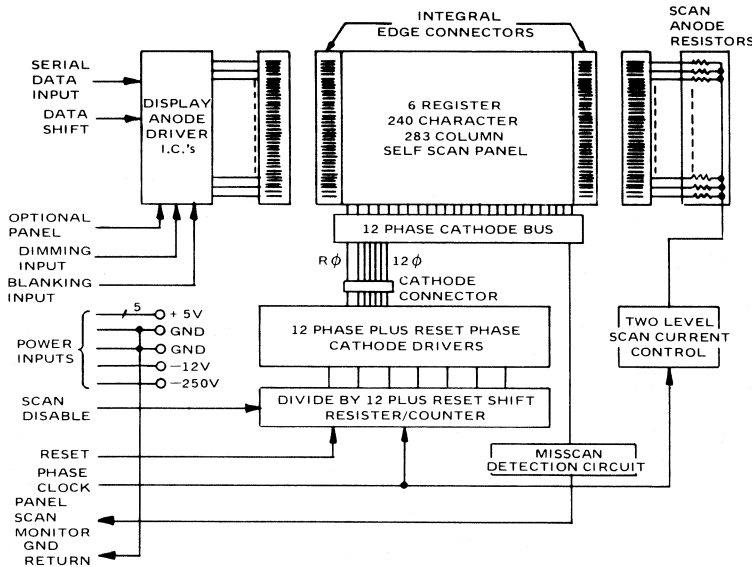 INTEGRAL
EDGE CONNECTORS
SCAN
ANODE
RESISTORS
SERIAL
DATA
INPUT
DATA
SHIFT
DISPLAY
ANODE
DRIVER
I.C.'s
6 REGISTER
240 CHARACTER
283 COLUMN
SELF SCAN PANEL
OPTIONAL
PANEL
DIMMING
INPUT
BLANKING
INPUT
12 PHASE CATHODE BUS
Rϕ
12ϕ
CATHODE
CONNECTOR
POWER
INPUTS
5
+ 5V
GND
GND
−12V
−250V
12 PHASE PLUS RESET PHASE
CATHODE DRIVERS
TWO LEVEL
SCAN CURRENT
CONTROL
SCAN
DISABLE
DIVIDE BY 12 PLUS RESET SHIFT
REGISTER/COUNTER
RESET
PHASE
CLOCK
MISSCAN
DETECTION CIRCUIT
PANEL
SCAN
MONITOR
GND
RETURN